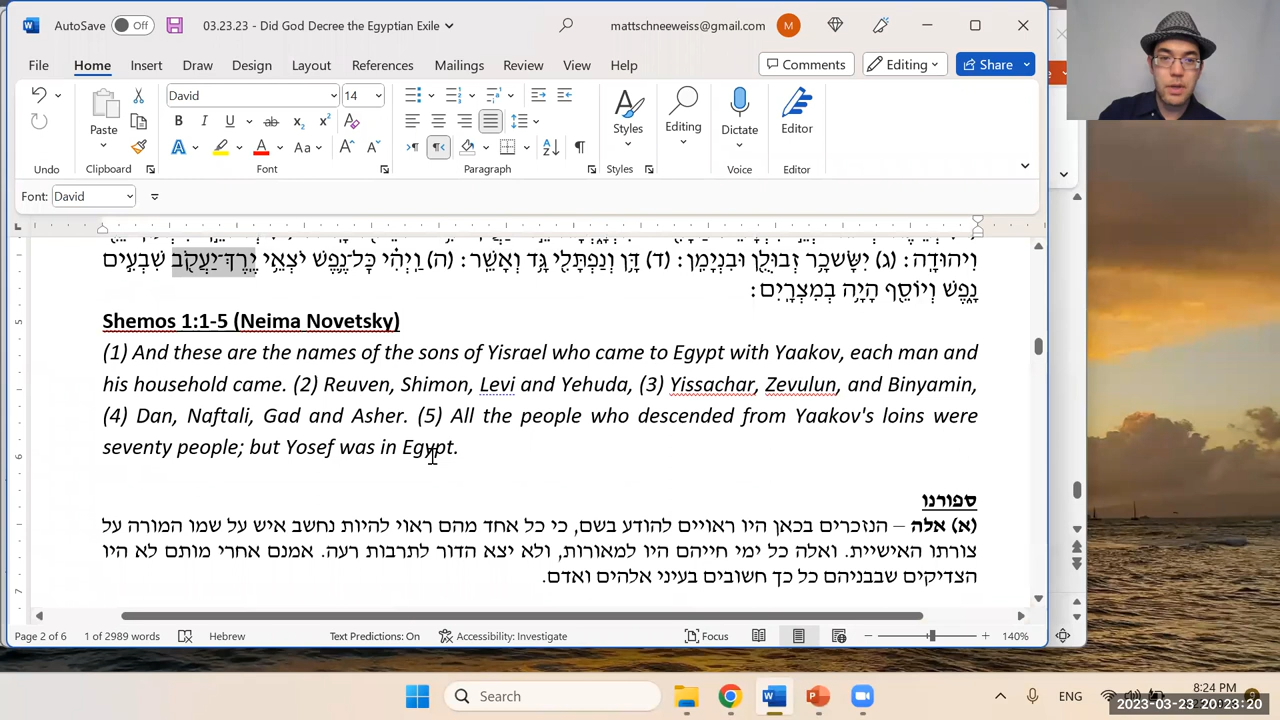 AutoSave Off 03.23.23 - Did God Decree the Egyptian Exile mattschneeweiss@gmail.com M
File Home Insert Draw Design Layout References Mailings Review View Help Comments Editing Share
David 14
Paste Styles Editing Dictate Editor
Undo Clipboard Font Paragraph Styles Voice Editor
Font: David
וִיהוּדָה׃ (ג) יִשָּׂשכָר זְבוּלֻן וּבִנְיָמִן׃ (ד) דָּן וְנַפְתָּלִי גָּד וְאָשֵׁר׃ (ה) וַיְהִי כׇּל־נֶפֶשׁ יֹצְאֵי יֶרֶךְ־יַעֲקֹב שִׁבְעִים
נָפֶשׁ וְיוֹסֵף הָיָה בְמִצְרָיִם׃
Shemos 1:1-5 (Neima Novetsky)
(1) And these are the names of the sons of Yisrael who came to Egypt with Yaakov, each man and
his household came. (2) Reuven, Shimon, Levi and Yehuda, (3) Yissachar, Zevulun, and Binyamin,
(4) Dan, Naftali, Gad and Asher. (5) All the people who descended from Yaakov's loins were
seventy people; but Yosef was in Egypt.
ספורנו
(א) אלה – הנזכרים בכאן היו ראויים להודע בשם, כי כל אחד מהם ראוי להיות נחשב איש על שמו המורה על
צורתו האישיית. ואלה כל ימי חייהם היו למאורות, ולא יצא הדור לתרבות רעה. אמנם אחרי מותם לא היו
הצדיקים שבבניהם כל כך חשובים בעיני אלהים ואדם.
Page 2 of 6 1 of 2989 words Hebrew Text Predictions: On Accessibility: Investigate Focus 140%
Search ENG 8:24 PM
2023-03-23 20:23:20